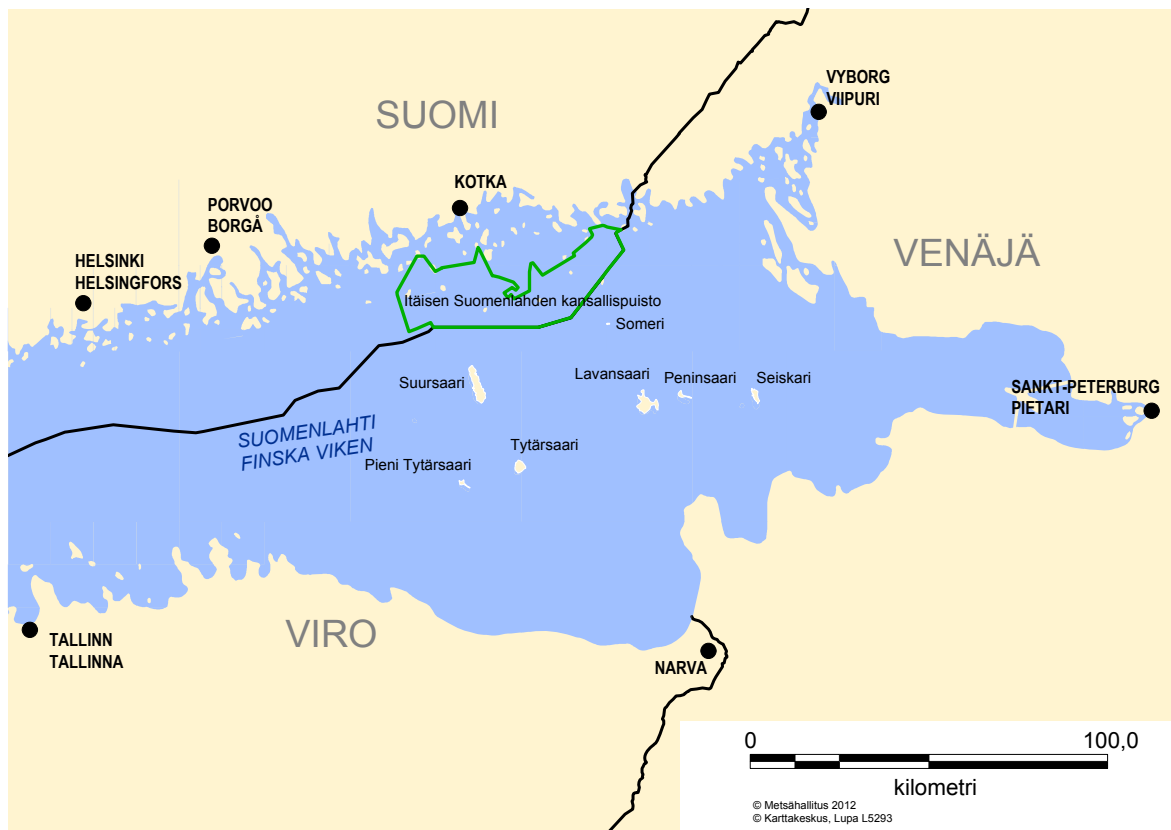 VYBORG
VIIPURI
SUOMI
KOTKA
PORVOO
BORGÅ
VENÄJÄ
HELSINKI
HELSINGFORS
Itäisen Suomenlahden kansallispuisto
Someri
Suursaari
Lavansaari
Peninsaari
Seiskari
SANKT-PETERBURG
PIETARI
SUOMENLAHTI
FINSKA VIKEN
Tytärsaari
Pieni Tytärsaari
VIRO
TALLINN
TALLINNA
NARVA
0 100,0
kilometri
© Metsähallitus 2012
© Karttakeskus, Lupa L5293